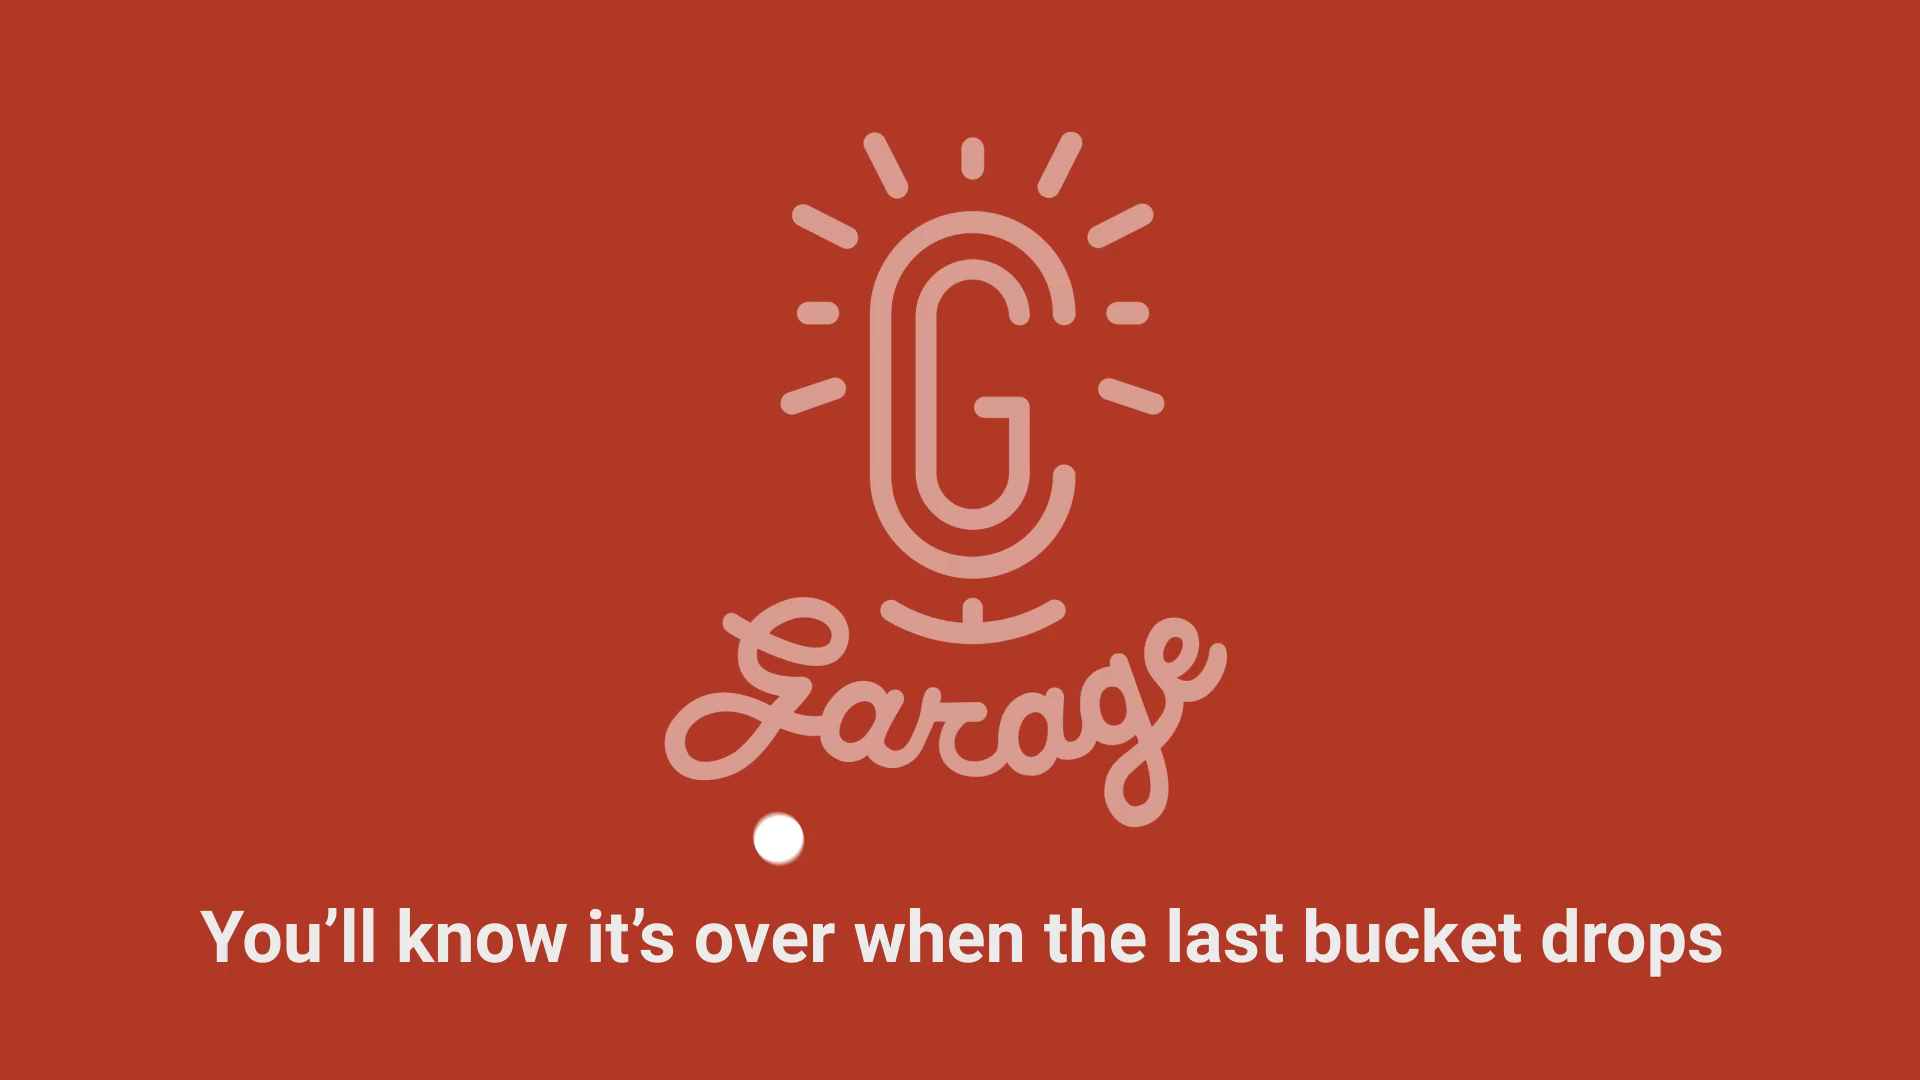 G
Garage
You’ll know it’s over when the last bucket drops